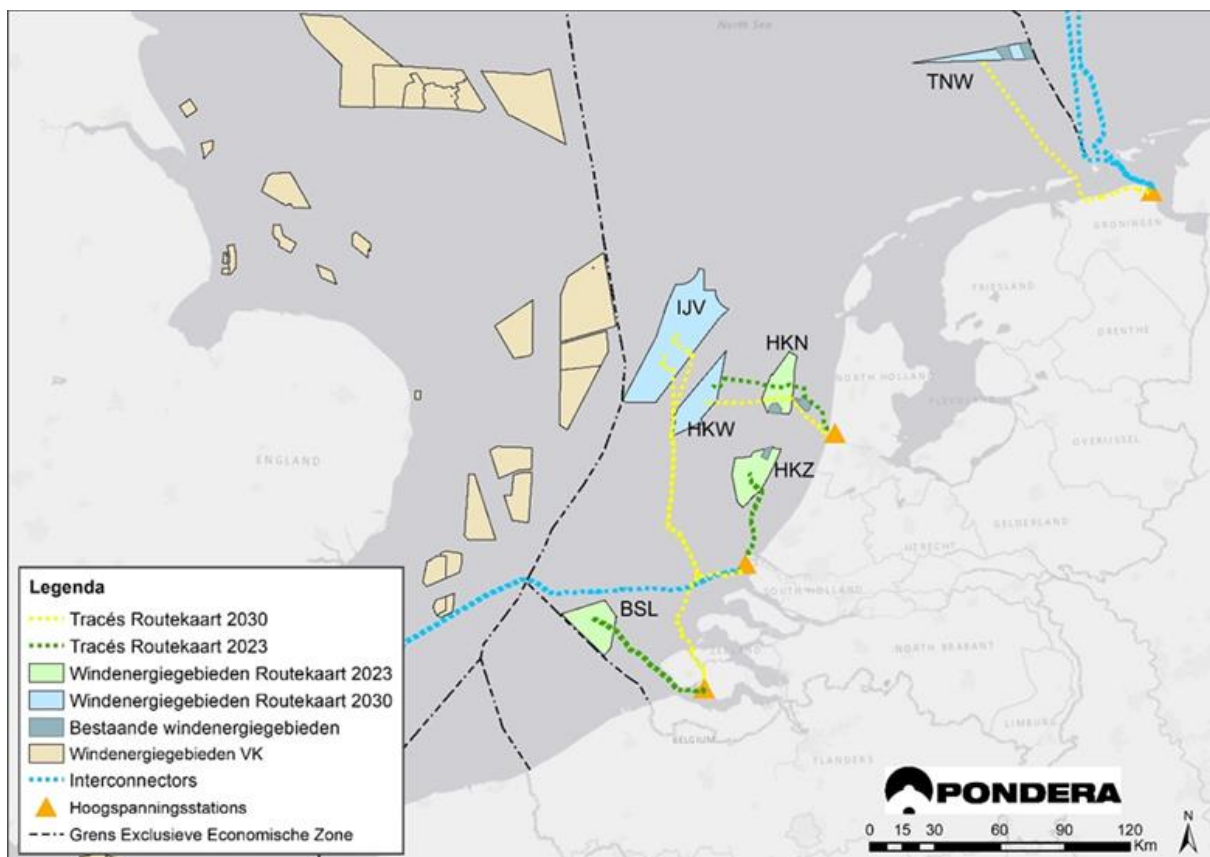 North Sea
TNW
GRONINGEN
FRIESLAND
DRENTHE
IJV
HKN
NORTH HOLLAND
FLEVOLAND
HKW
OVERIJSSEL
ENGLAND
HKZ
GELDERLAND
UTRECHT
SOUTH HOLLAND
BSL
ZEELAND
NORTH BRABANT
LIMBURG
BELGIUM
FLANDERS
Legenda
Tracés Routekaart 2030
Tracés Routekaart 2023
Windenergiegebieden Routekaart 2023
Windenergiegebieden Routekaart 2030
Bestaande windenergiegebieden
Windenergiegebieden VK
Interconnectors
Hoogspanningsstations
Grens Exclusieve Economische Zone
PONDERA
0 15 30 60 90 120
Km
N